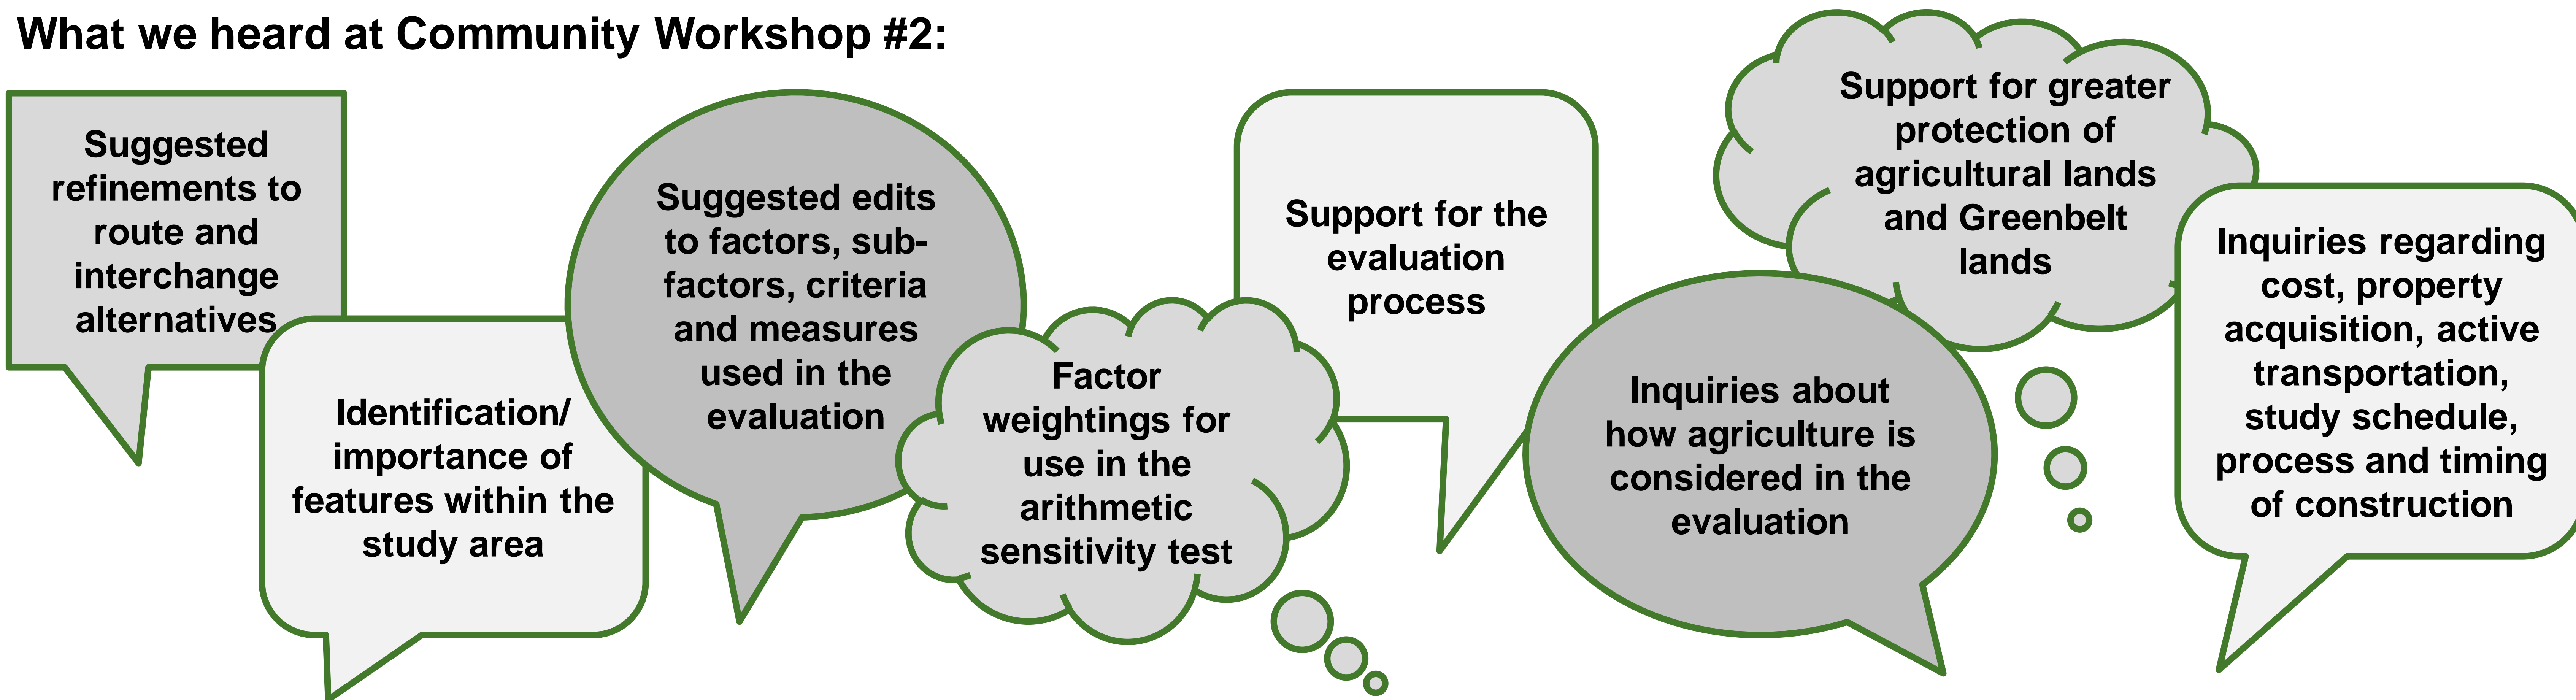 What we heard at Community Workshop #2:
Suggested
refinements to
route and
interchange
alternatives
Identification/
importance of
features within the
study area
Suggested edits
to factors, sub-
factors, criteria
and measures
used in the
evaluation
Factor
weightings for
use in the
arithmetic
sensitivity test
Support for the
evaluation
process
Inquiries about
how agriculture is
considered in the
evaluation
Support for greater
protection of
agricultural lands
and Greenbelt
lands
Inquiries regarding
cost, property
acquisition, active
transportation,
study schedule,
process and timing
of construction